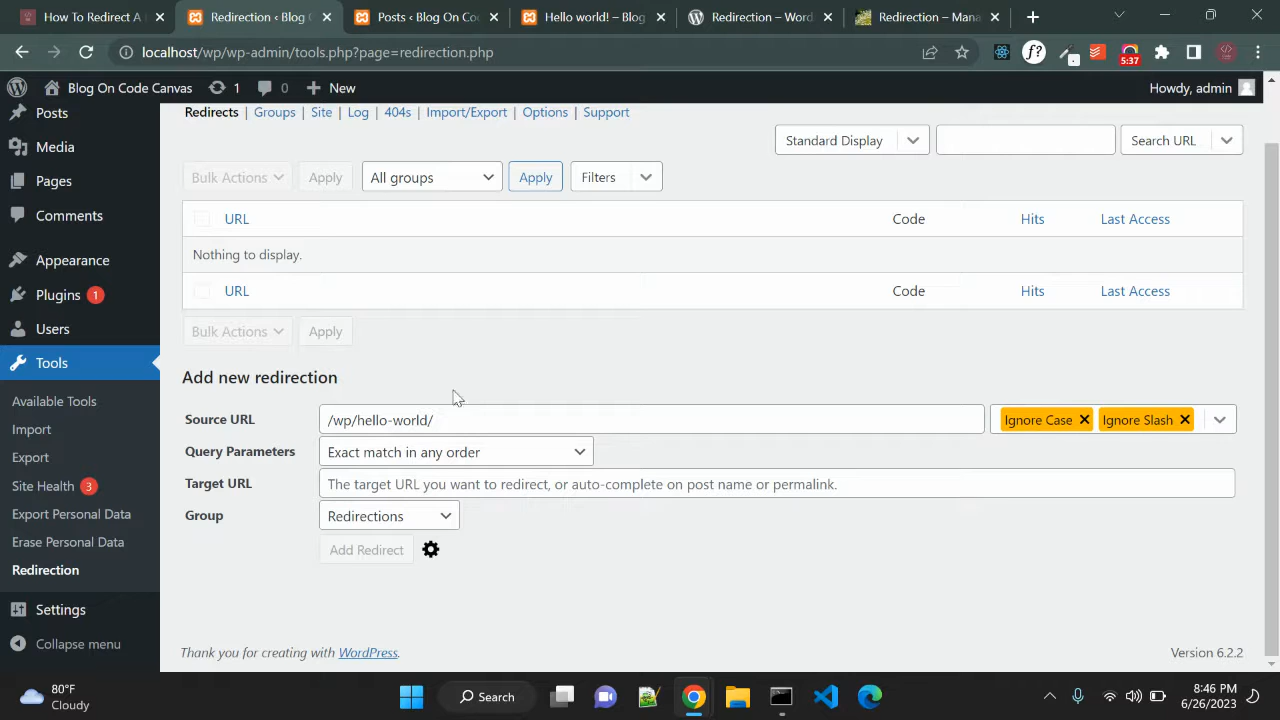 How To Redirect A
Redirection ‹ Blog
Posts ‹ Blog On Code C
Hello world! – Blog
Redirection – Word
Redirection – Mana
localhost/wp/wp-admin/tools.php?page=redirection.php
f?
5:37
Blog On Code Canvas
1
0
New
Howdy, admin
Posts
Media
Pages
Comments
Appearance
Plugins 1
Users
Tools
Available Tools
Import
Export
Site Health 3
Export Personal Data
Erase Personal Data
Redirection
Settings
Collapse menu
Redirects | Groups | Site | Log | 404s | Import/Export | Options | Support
Standard Display
Search URL
Bulk Actions
Apply
All groups
Apply
Filters
URL Code Hits Last Access
Nothing to display.
URL Code Hits Last Access
Bulk Actions
Apply
Add new redirection
Source URL /wp/hello-world/ Ignore Case Ignore Slash
Query Parameters Exact match in any order
Target URL The target URL you want to redirect, or auto-complete on post name or permalink.
Group Redirections
Add Redirect
Thank you for creating with WordPress.
Version 6.2.2
80°F
Cloudy
Search
8:46 PM
6/26/2023